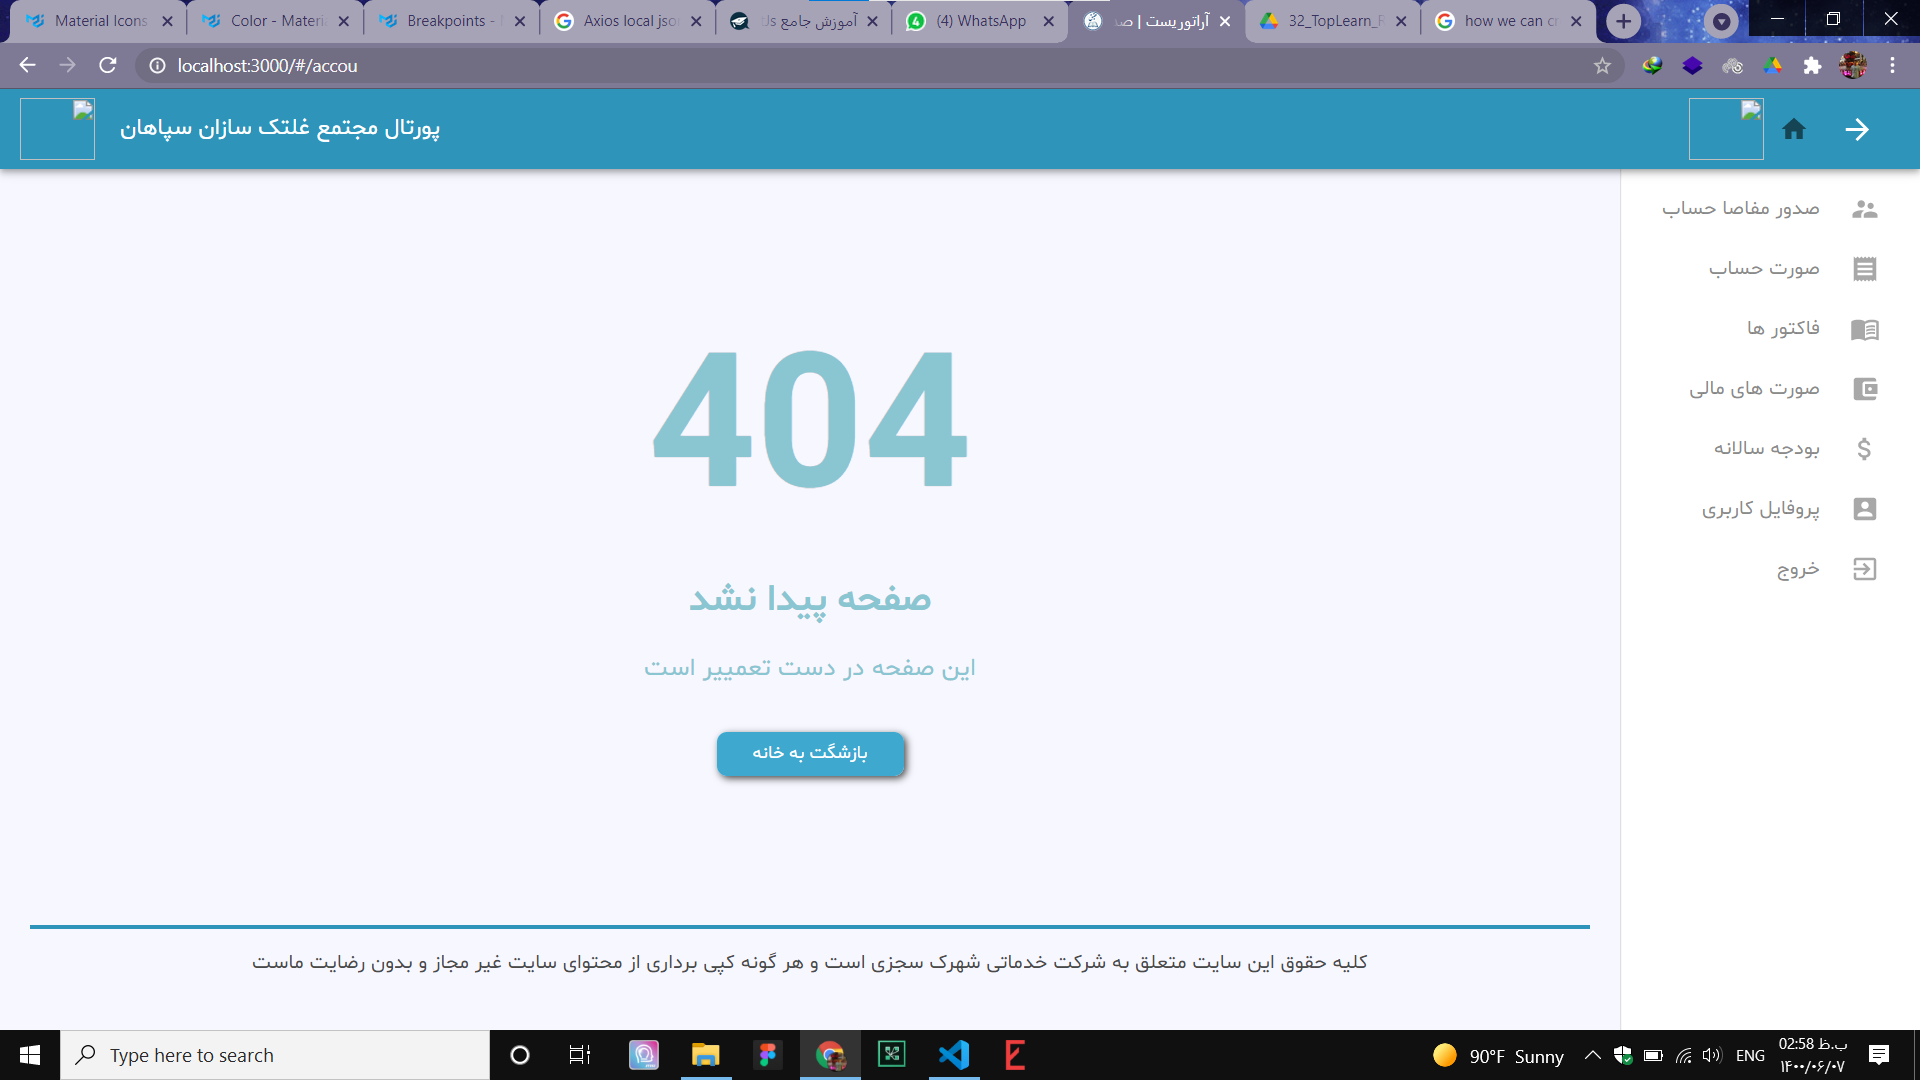 Material Icons
Color - Materi
Breakpoints -
Axios local jso
آموزش جامع Us
(4) WhatsApp
آراتوریست | صد
32_TopLearn_R
how we can cr
localhost:3000/#/accou
پورتال مجتمع غلتک سازان سپاهان
صدور مفاصا حساب
صورت حساب
فاکتور ها
صورت های مالی
بودجه سالانه
پروفایل کاربری
خروج
404
صفحه پیدا نشد
این صفحه در دست تعمییر است
بازشگت به خانه
کلیه حقوق این سایت متعلق به شرکت خدماتی شهرک سجزی است و هر گونه کپی برداری از محتوای سایت غیر مجاز و بدون رضایت ماست
Type here to search
90°F Sunny
ENG
02:58 ب.ظ
۱۴۰۰/۰۶/۰۷